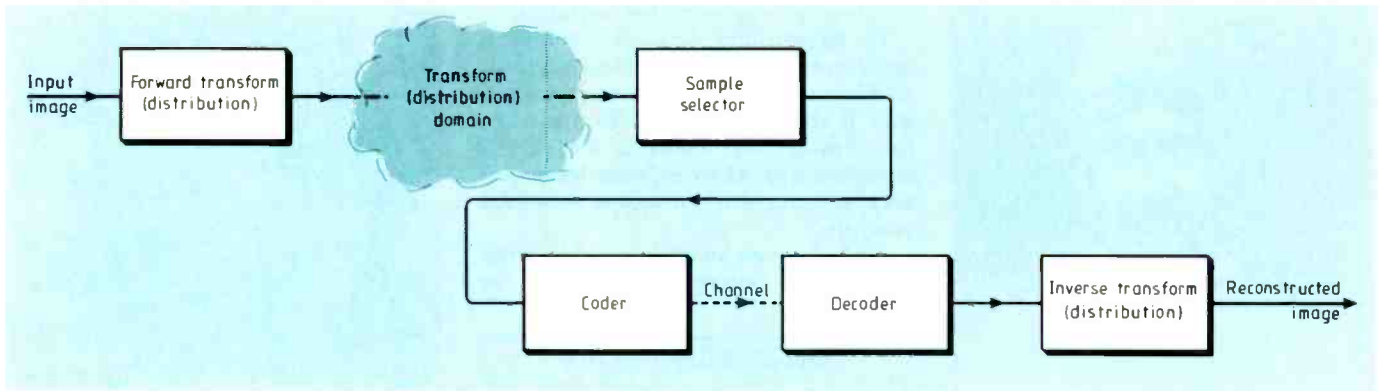 Input
image
Forward transform
(distribution)
Transform
(distribution)
domain
Sample
selector
Coder
Channel
Decoder
Inverse transform
(distribution)
Reconstructed
image